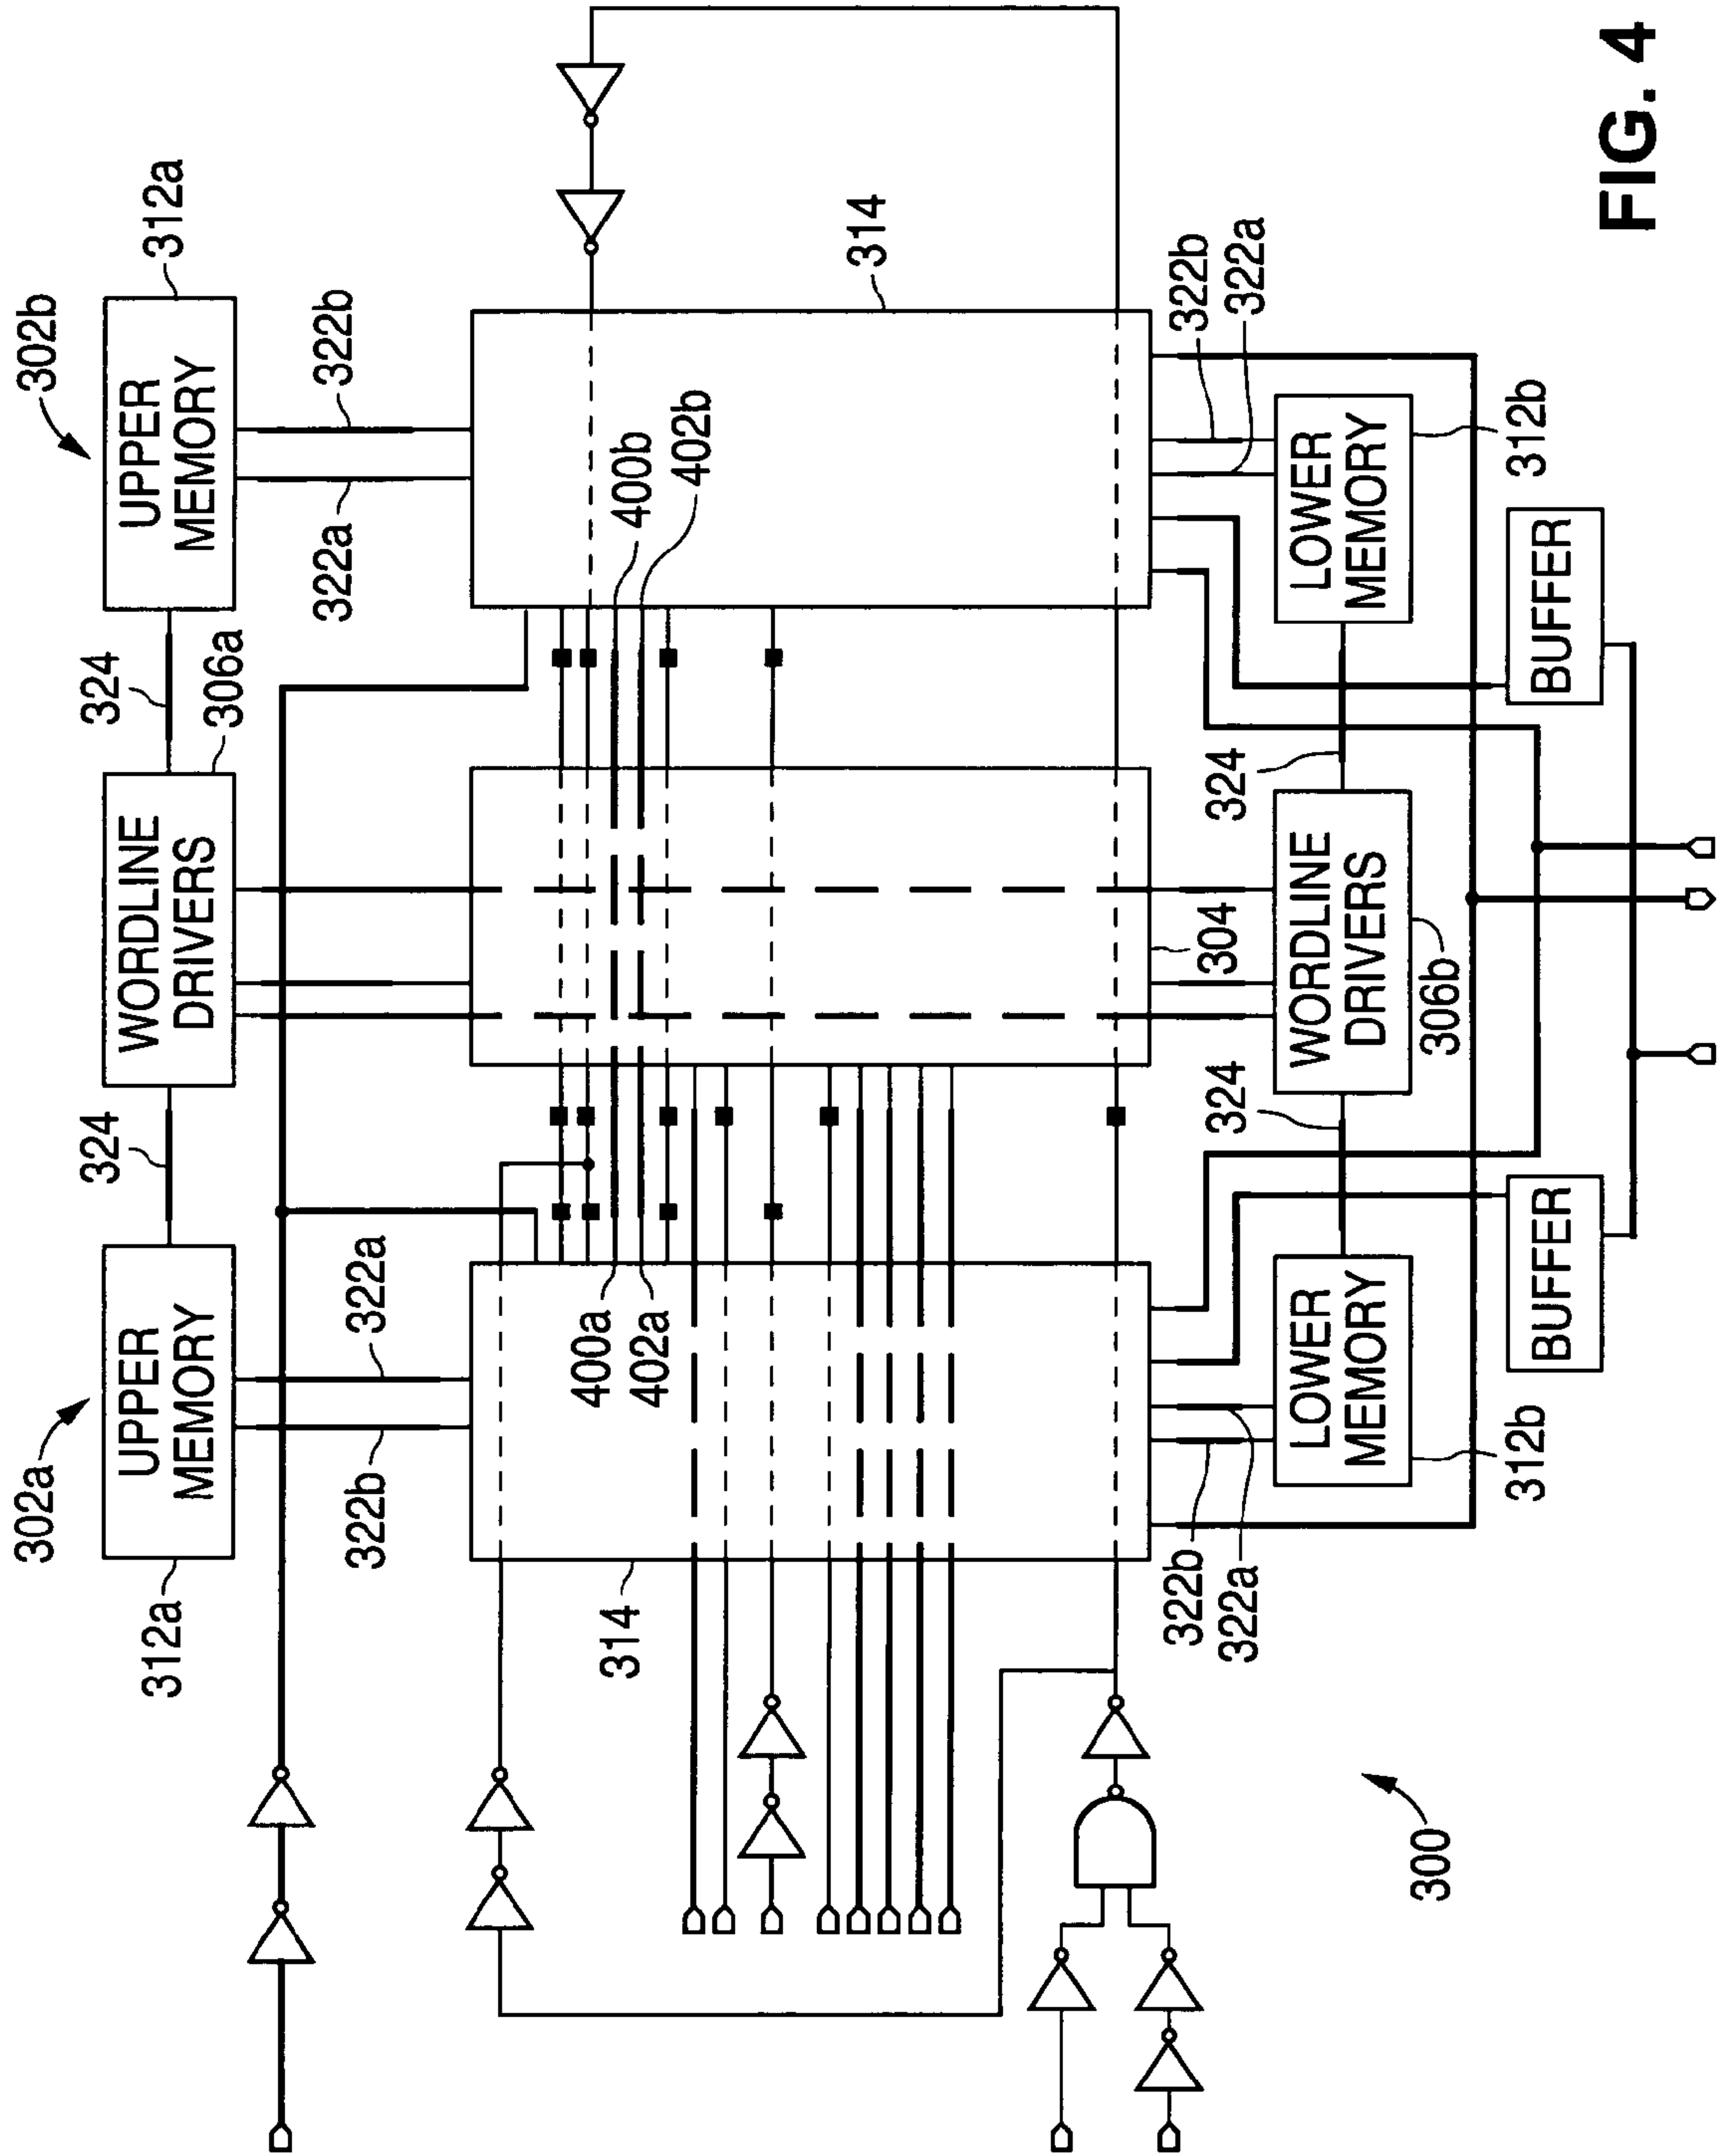 302a
302b
312a
UPPER
MEMORY
324
WORDLINE
DRIVERS
324
306a
UPPER
MEMORY
312a
322b
322a
322a
322b
314
400a
402a
400b
402b
314
304
322b
322a
324
324
322b
322a
LOWER
MEMORY
WORDLINE
DRIVERS
LOWER
MEMORY
312b
306b
312b
BUFFER
BUFFER
300
FIG. 4